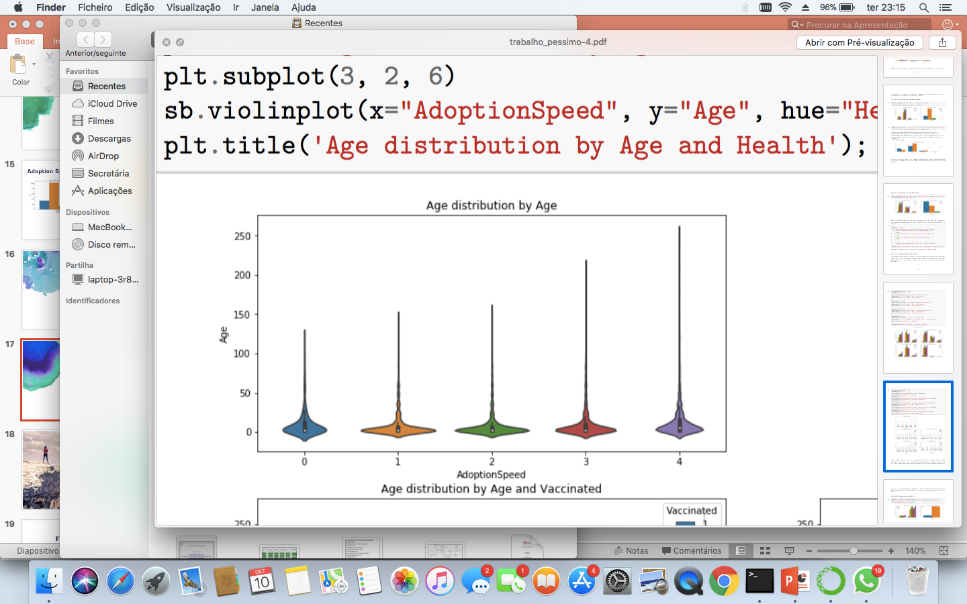 Finder Ficheiro Edição Visualização Ir Janela Ajuda 96% ter 23:15
Recentes
Procurar na Apresentação
Base
Colar
Anterior/seguinte
trabalho_pessimo-4.pdf
Abrir com Pré-visualização
Favoritos
Recentes
iCloud Drive
Filmes
Descargas
AirDrop
Secretária
Aplicações
Dispositivos
MacBook...
Disco rem...
Partilha
laptop-3r8...
Identificadores
15
Adoption S
16
17
18
19
plt.subplot(3, 2, 6)
sb.violinplot(x="AdoptionSpeed", y="Age", hue="He
plt.title('Age distribution by Age and Health');
Age distribution by Age
250
200
150
100
50
0
Age
0 1 2 3 4
AdoptionSpeed
Age distribution by Age and Vaccinated
250
Vaccinated
1
250
Diapositivo
Notas Comentários 140%
DEZ
10
2
1
4
19